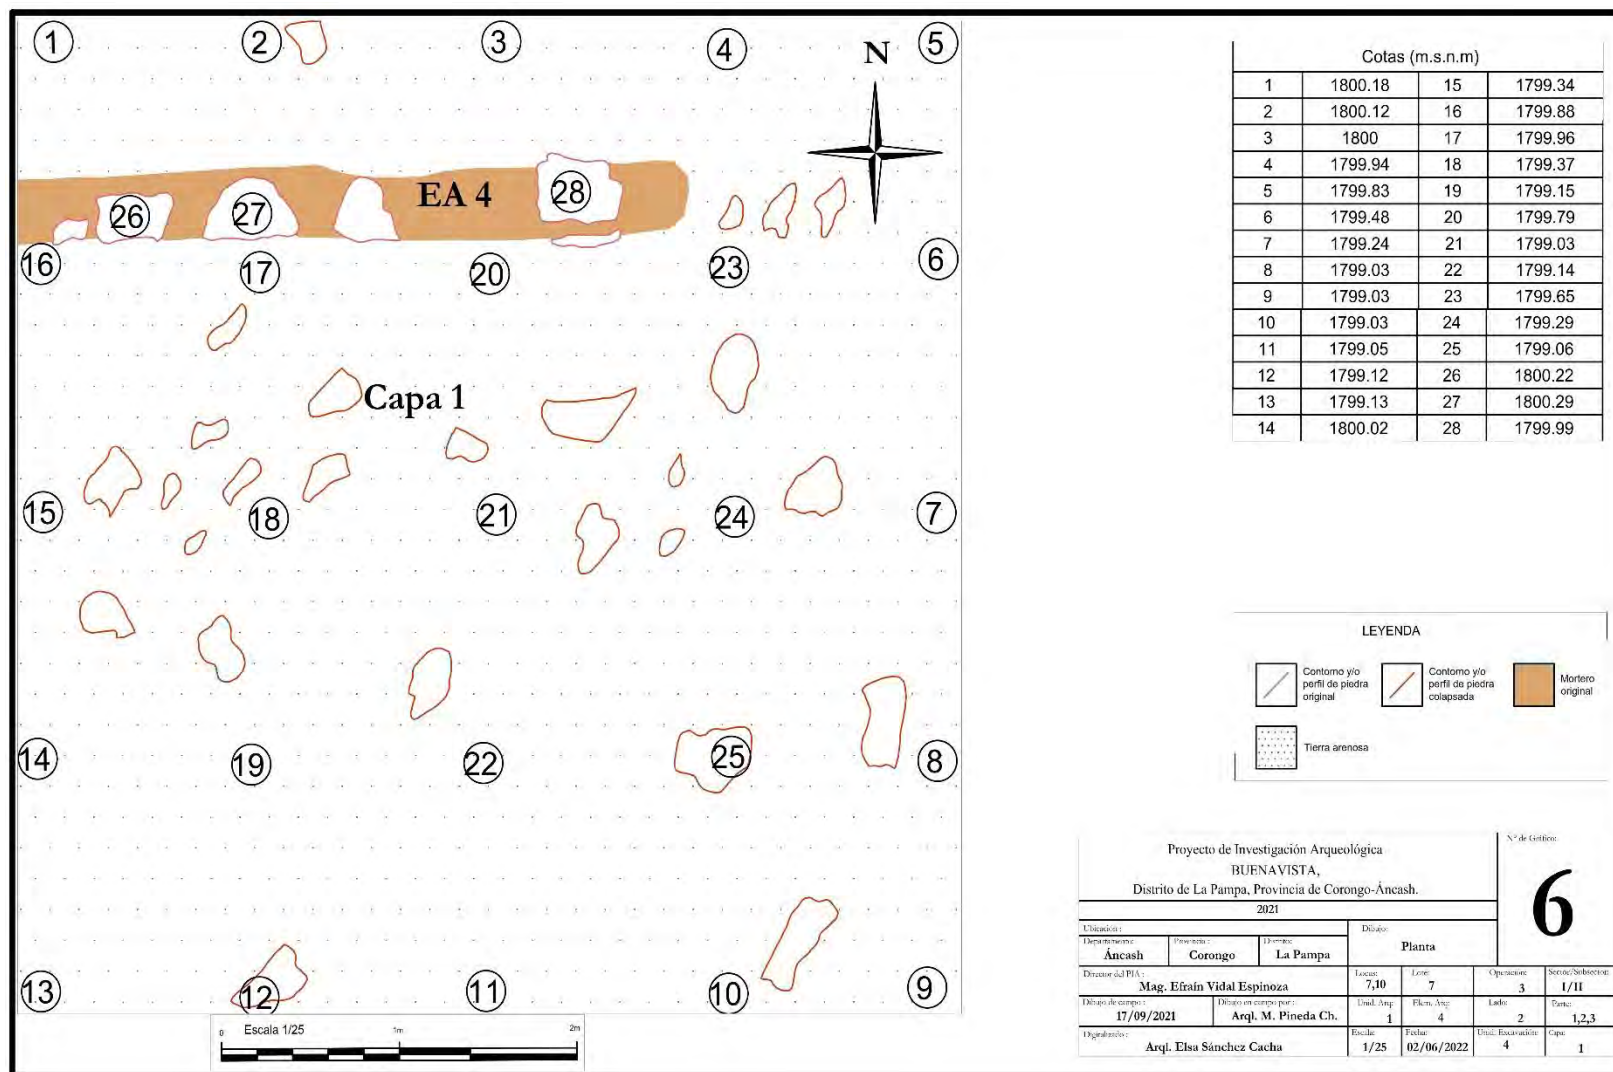 1 2 3 4 5
N
EA 4
26 27 28
16 17 20 23 6
Capa 1
15 18 21 24 7
14 19 22 25 8
13 12 11 10 9
0 Escala 1/25 1m 2m
Cotas (m.s.n.m)
1 1800.18 15 1799.34
2 1800.12 16 1799.88
3 1800 17 1799.96
4 1799.94 18 1799.37
5 1799.83 19 1799.15
6 1799.48 20 1799.79
7 1799.24 21 1799.03
8 1799.03 22 1799.14
9 1799.03 23 1799.65
10 1799.03 24 1799.29
11 1799.05 25 1799.06
12 1799.12 26 1800.22
13 1799.13 27 1800.29
14 1800.02 28 1799.99
LEYENDA
Contorno y/o
perfil de piedra
original
Contorno y/o
perfil de piedra
colapsada
Mortero
original
Tierra arenosa
Proyecto de Investigación Arqueológica
BUENAVISTA,
Distrito de La Pampa, Provincia de Corongo-Áncash.
2021
N° de Gráfico:
6
Ubicación :
Departamento: Áncash
Provincia : Corongo
Distrito: La Pampa
Dibujo:
Planta
Director del PIA :
Mag. Efraín Vidal Espinoza
Locus: 7,10
Lote: 7
Operación: 3
Sector/Subsección: I/II
Dibujo de campo : 17/09/2021
Dibujo en campo por : Arql. M. Pineda Ch.
Unid. Arq: 1
Elem. Arq: 4
Lado: 2
Parte: 1,2,3
Digitalizado :
Arql. Elsa Sánchez Cacha
Escala: 1/25
Fecha: 02/06/2022
Unid. Excavación: 4
Capa: 1